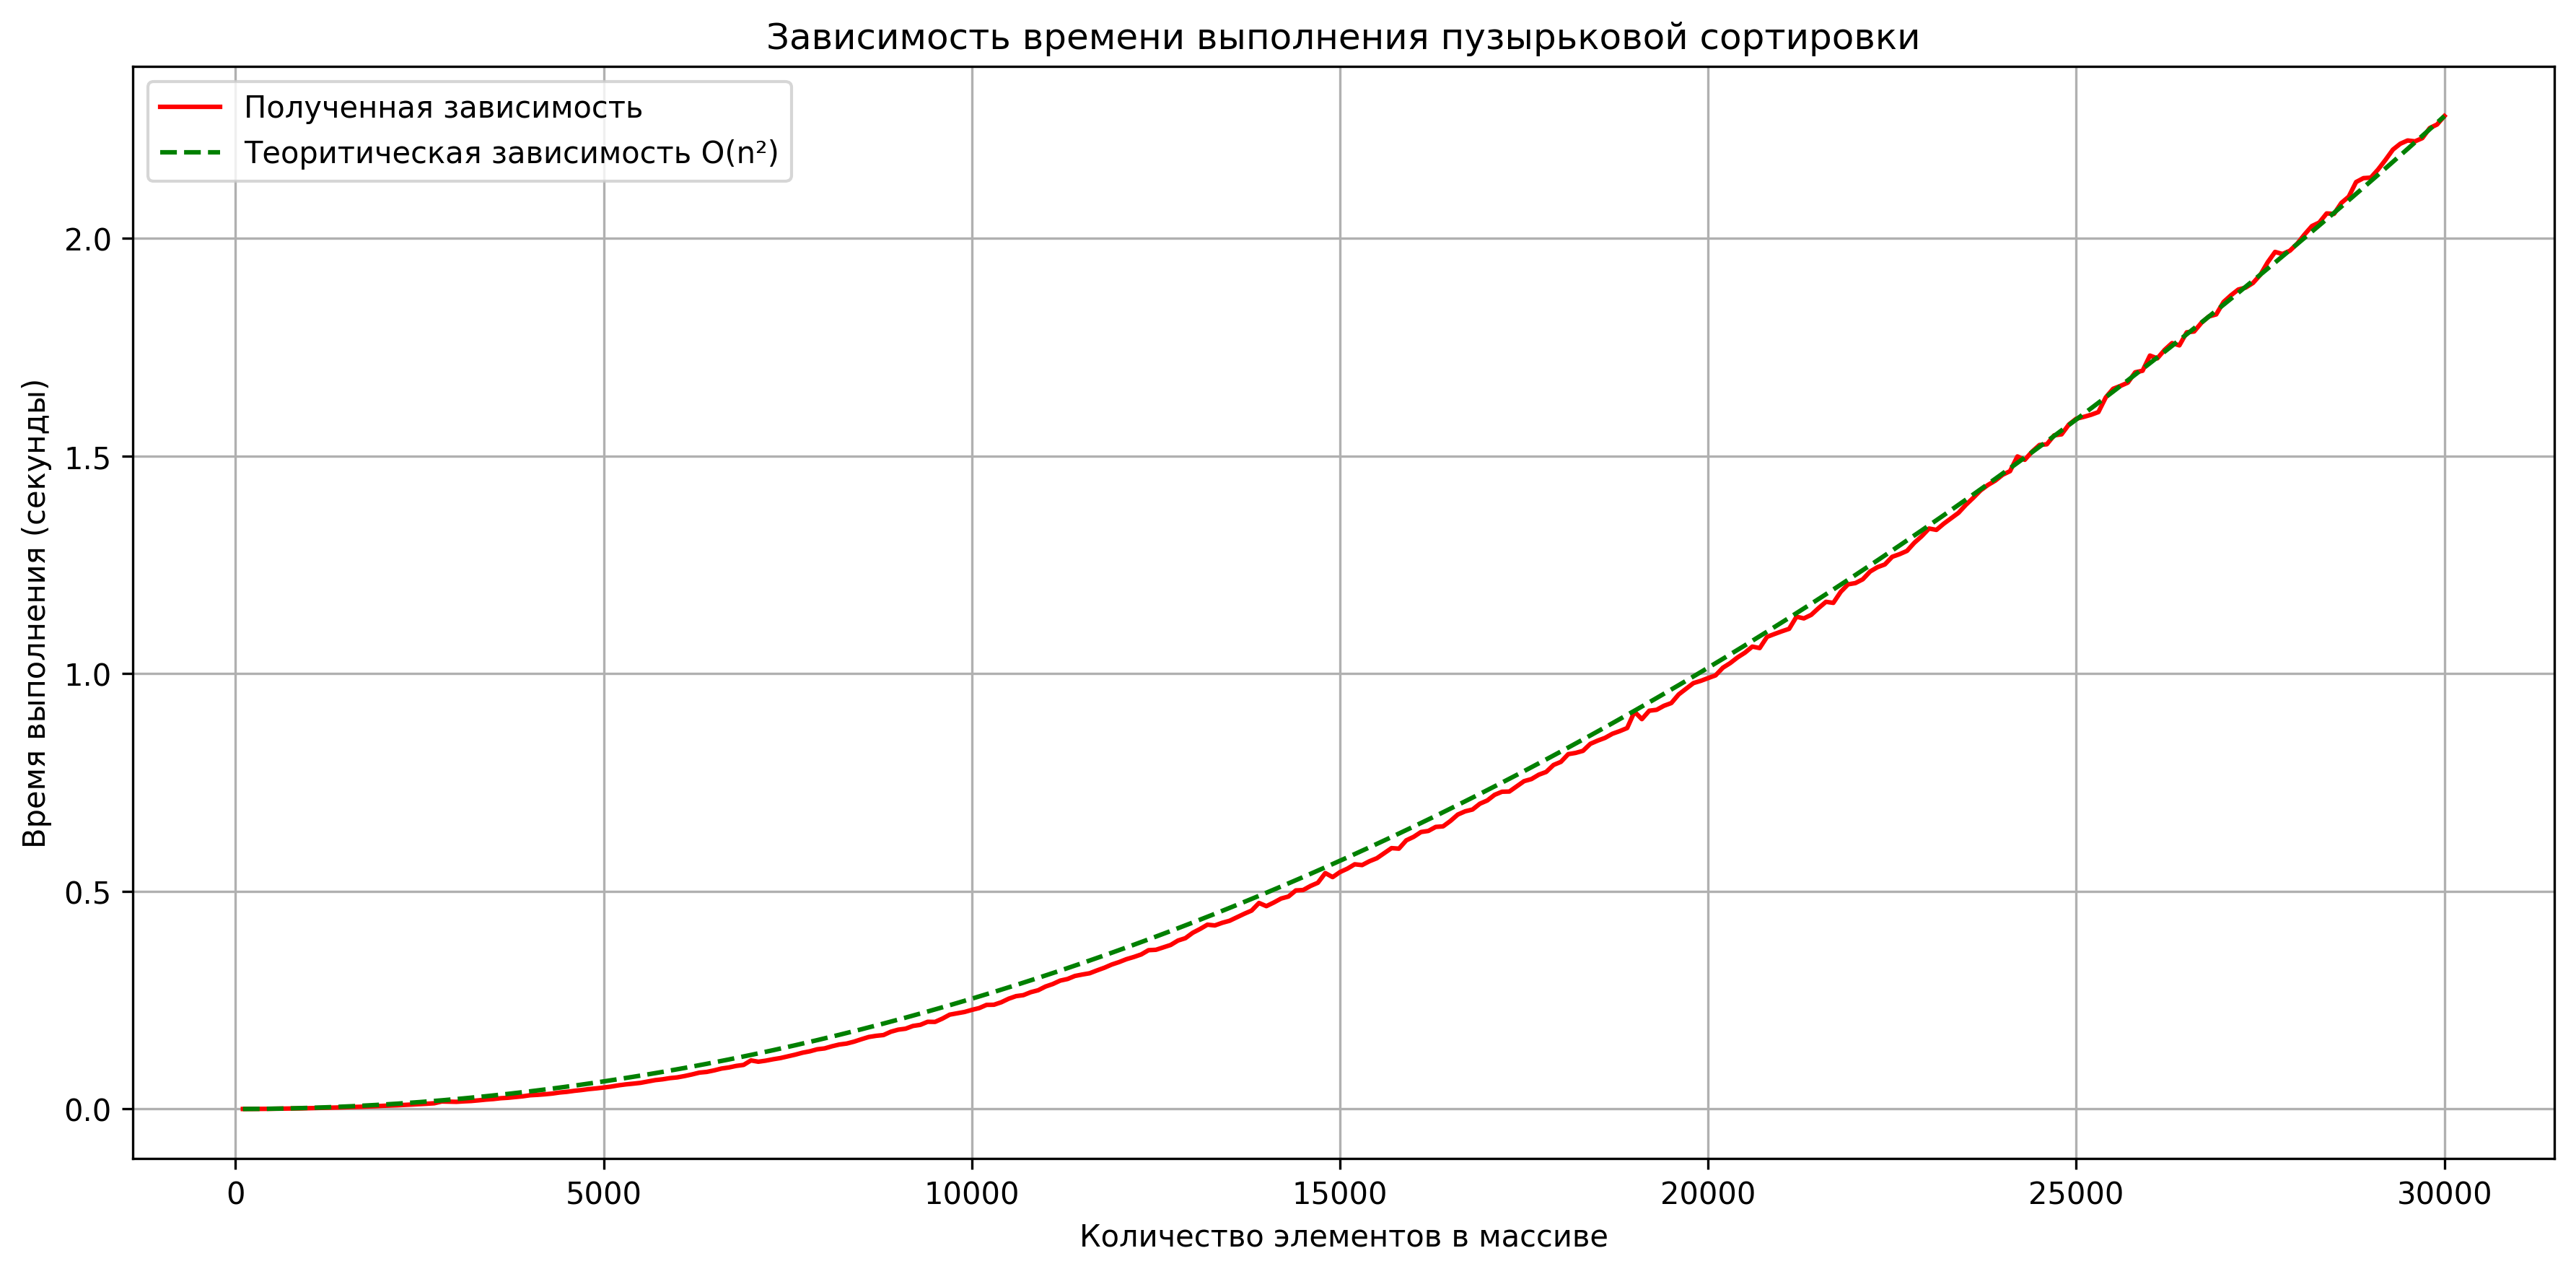 Зависимость времени выполнения пузырьковой сортировки
Полученная зависимость
Теоритическая зависимость O(n²)
Время выполнения (секунды)
2.0
1.5
1.0
0.5
0.0
0 5000 10000 15000 20000 25000 30000
Количество элементов в массиве